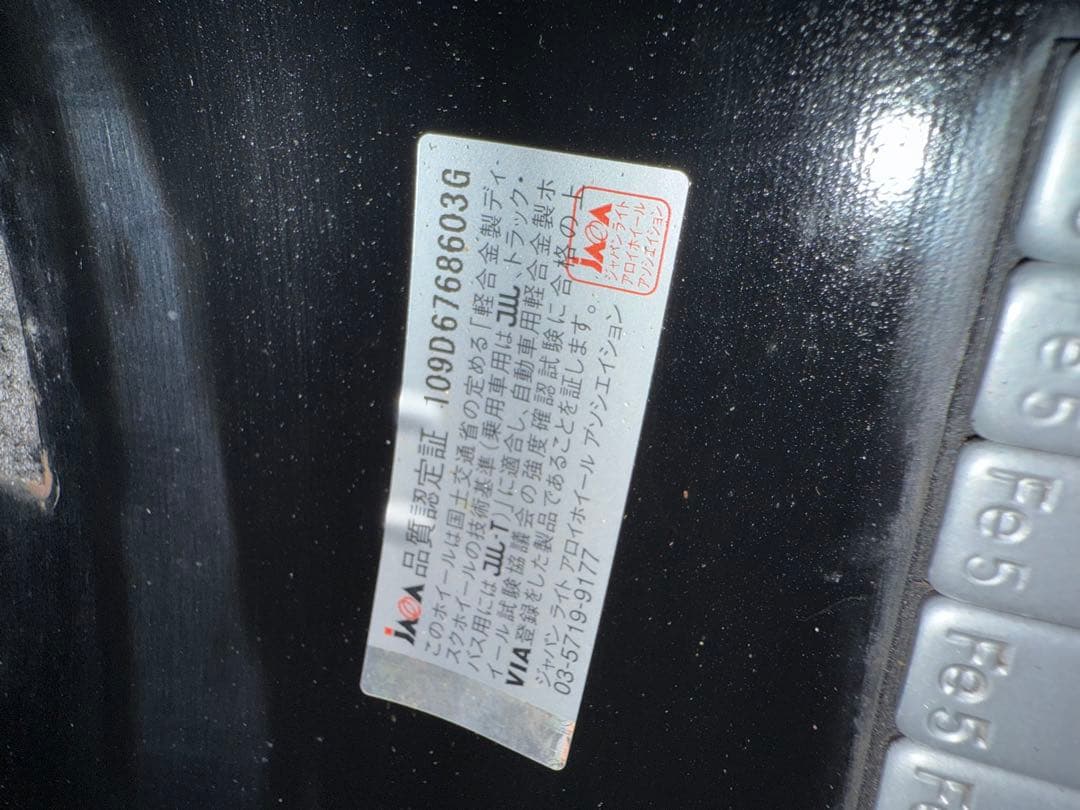 JAWA 品質認定証 109D6768603G
このホイールは国土交通省の定める「軽合金製ディ
スクホイールの技術基準(乗用車用はJWL、トラック・
バス用にはJWL-T)」に適合し、自動車用軽合金製ホ
イール試験協議会の強度確認試験に合格の上
VIA登録をした製品であることを証します。
ジャパン ライト アロイホイール アソシエイション
03-5719-9177
JAWA
ジャパンライト
アロイホイール
アソシエイション
e5
Fe5
Fe5
Fe